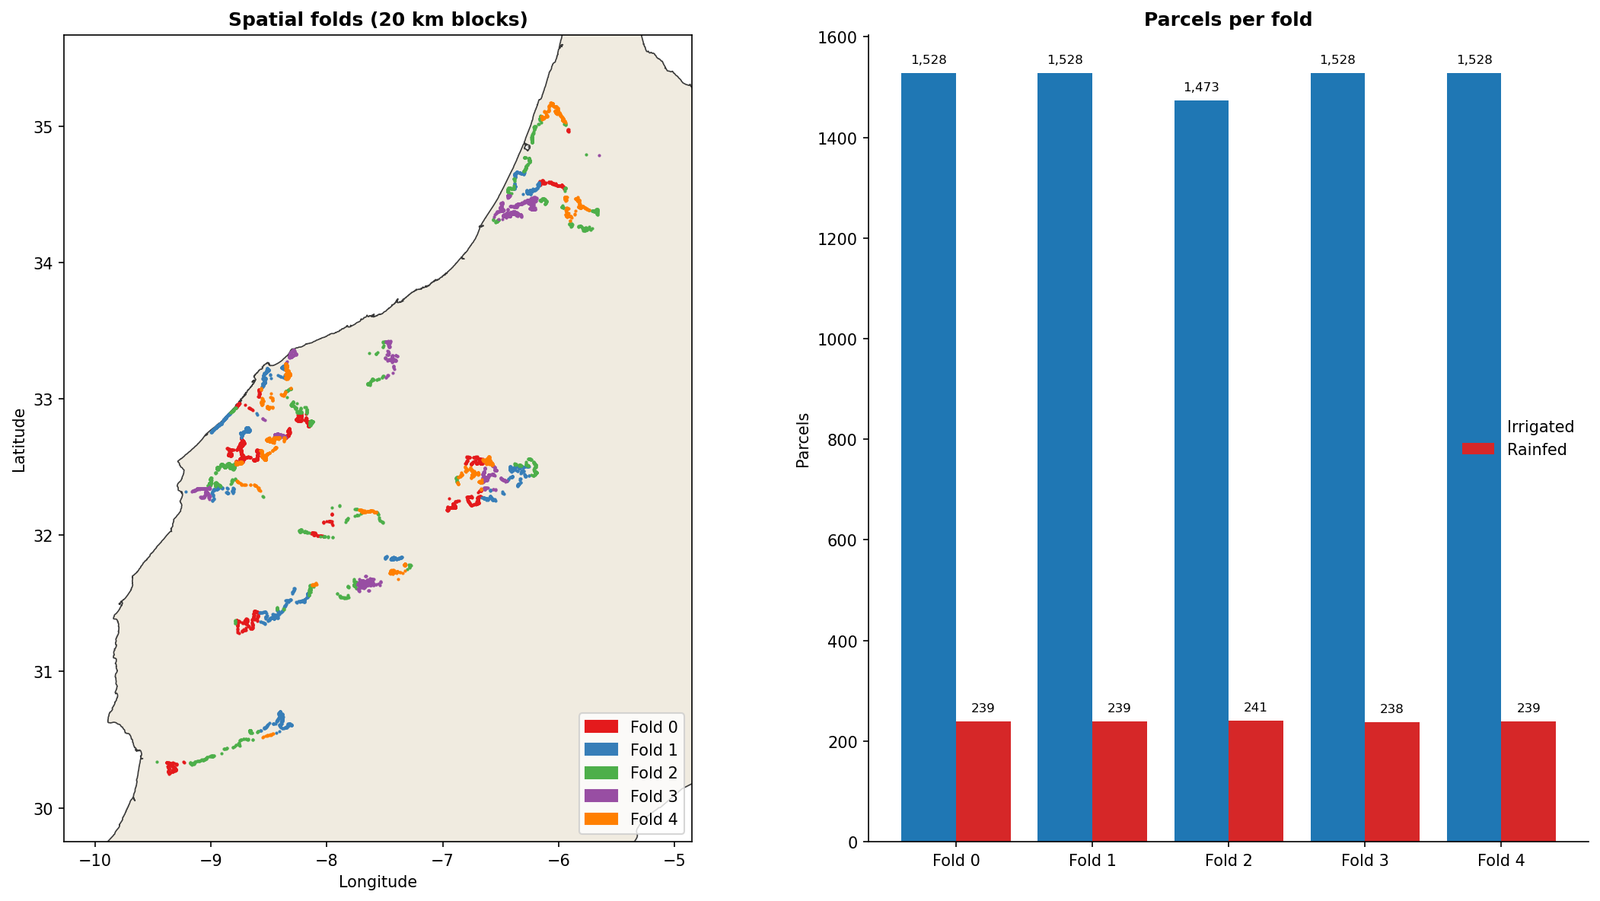 Spatial folds (20 km blocks)
35
34
33
32
31
30
Latitude
−10
−9
−8
−7
−6
−5
Longitude
Fold 0
Fold 1
Fold 2
Fold 3
Fold 4
Parcels per fold
1600
1400
1200
1000
800
600
400
200
0
Parcels
1,528
1,528
1,473
1,528
1,528
239
239
241
238
239
Irrigated
Rainfed
Fold 0
Fold 1
Fold 2
Fold 3
Fold 4